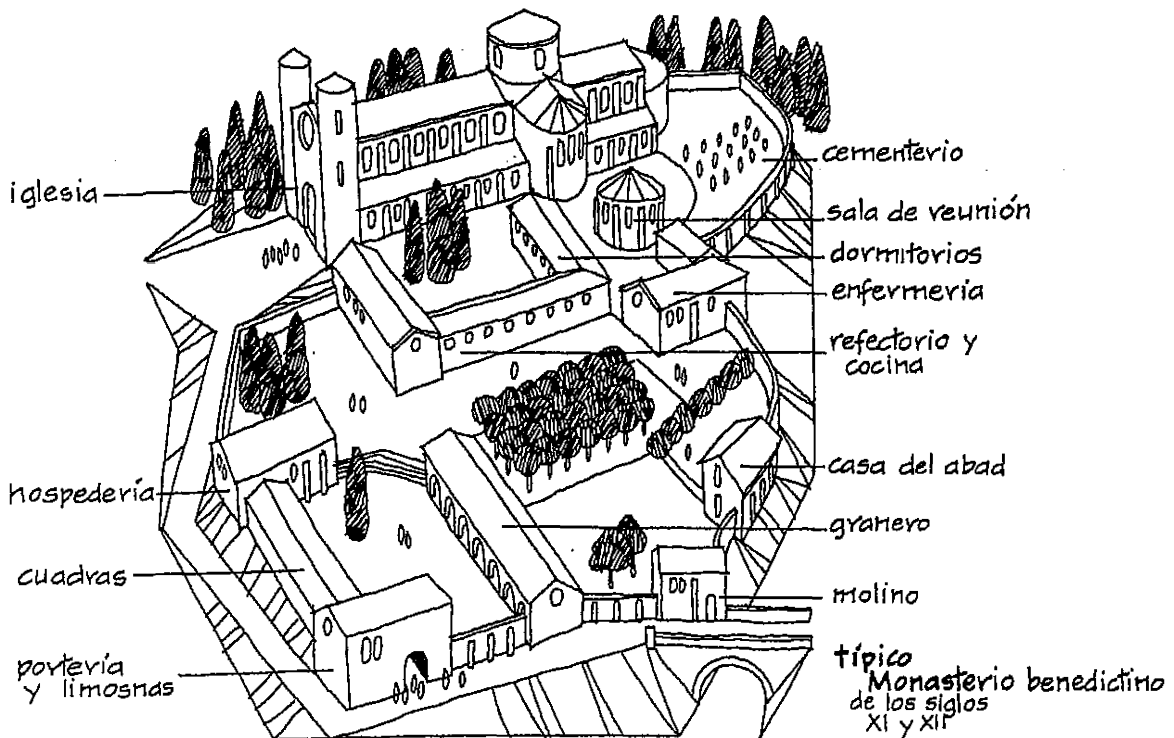 iglesia
hospedería
cuadras
portería
y limosnas
cementerio
sala de reunión
dormitorios
enfermería
refectorio y
cocina
casa del abad
granero
molino
típico
Monasterio benedictino
de los siglos
XI y XII